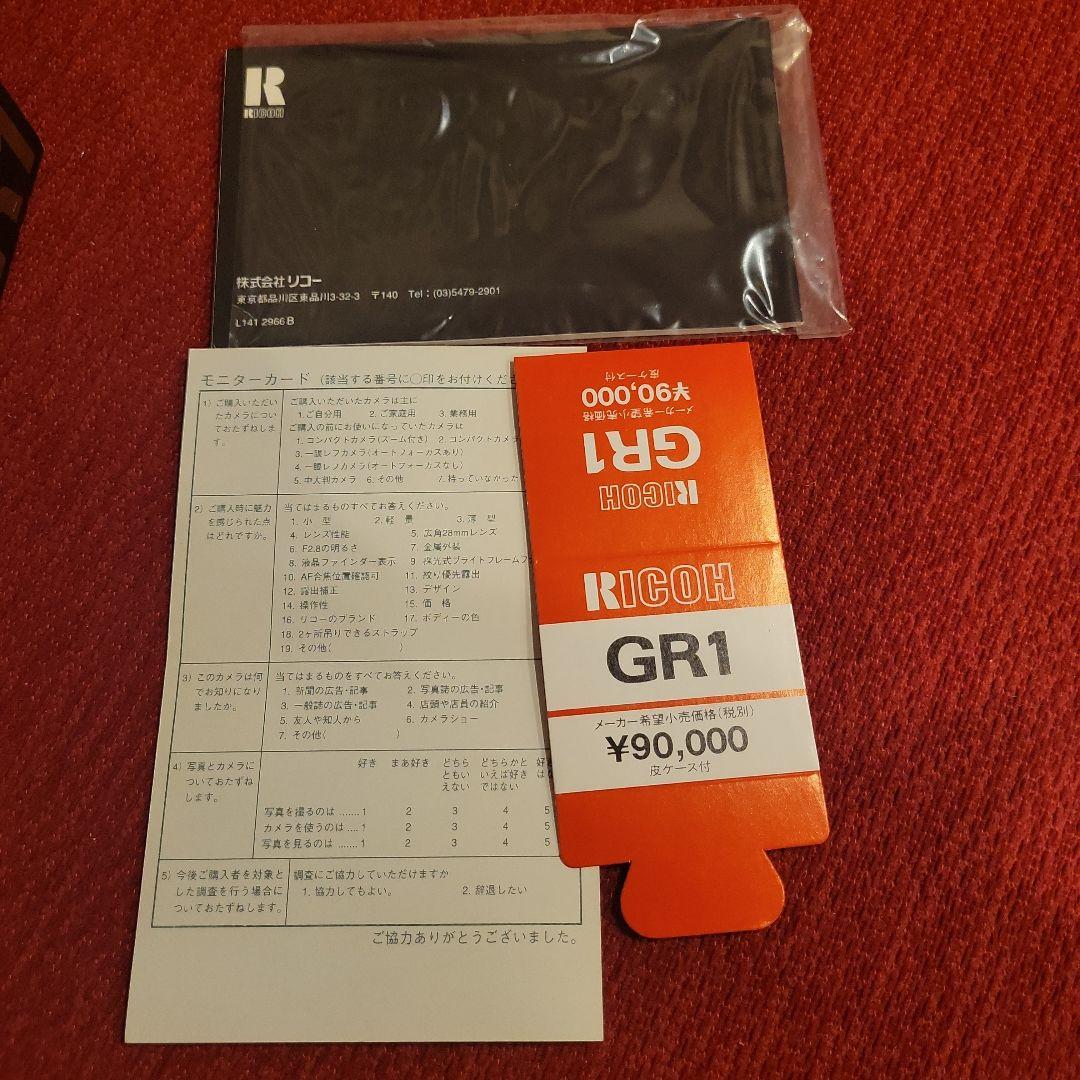 R
RICOH
株式会社 リコー
東京都品川区東品川3-32-3 〒140 Tel：(03)5479-2901
L141 2966 B
モニターカード (該当する番号に○印をお付けくださ
1) ご購入いただい
たカメラについ
ておたずねしま
す。
ご購入いただいたカメラは主に
1. ご自分用 2. ご家庭用 3. 業務用
ご購入の前にお使いになっていたカメラは
1. コンパクトカメラ(ズーム付き) 2. コンパクトカメラ
3. 一眼レフカメラ(オートフォーカスあり)
4. 一眼レフカメラ(オートフォーカスなし)
5. 中大判カメラ 6. その他 7. 持っていなかった
2) ご購入時に魅力
を感じられた点
はどれですか。
当てはまるものすべてお答えください。
1. 小 型 2. 軽 量 3. 薄 型
4. レンズ性能 5. 広角28mmレンズ
6. F2.8の明るさ 7. 金属外装
8. 液晶ファインダー表示 9 採光式ブライトフレームフ
10. AF合焦位置確認可 11. 絞り優先露出
12. 露出補正 13. デザイン
14. 操作性 15. 価 格
16. リコーのブランド 17. ボディーの色
18. 2ヶ所吊りできるストラップ
19. その他( )
3) このカメラは何
でお知りになり
ましたか。
当てはまるものをすべてお答えください。
1. 新聞の広告・記事 2. 写真誌の広告・記事
3. 一般誌の広告・記事 4. 店頭や店員の紹介
5. 友人や知人から 6. カメラショー
7. その他( )
4) 写真とカメラに
ついておたずね
します。
好き まあ好き どちらともいえない どちらかといえば好きではない 好き
は
写真を撮るのは .......1 2 3 4 5
カメラを使うのは ....1 2 3 4 5
写真を見るのは .......1 2 3 4 5
5) 今後ご購入者を対象と
した調査を行う場合に
ついておたずねします。
調査にご協力していただけますか
1. 協力してもよい。 2. 辞退したい
ご協力ありがとうございました。
RICOH
GR1
メーカー希望小売価格
¥90,000
皮ケース付
RICOH
GR1
メーカー希望小売価格(税別)
¥90,000
皮ケース付